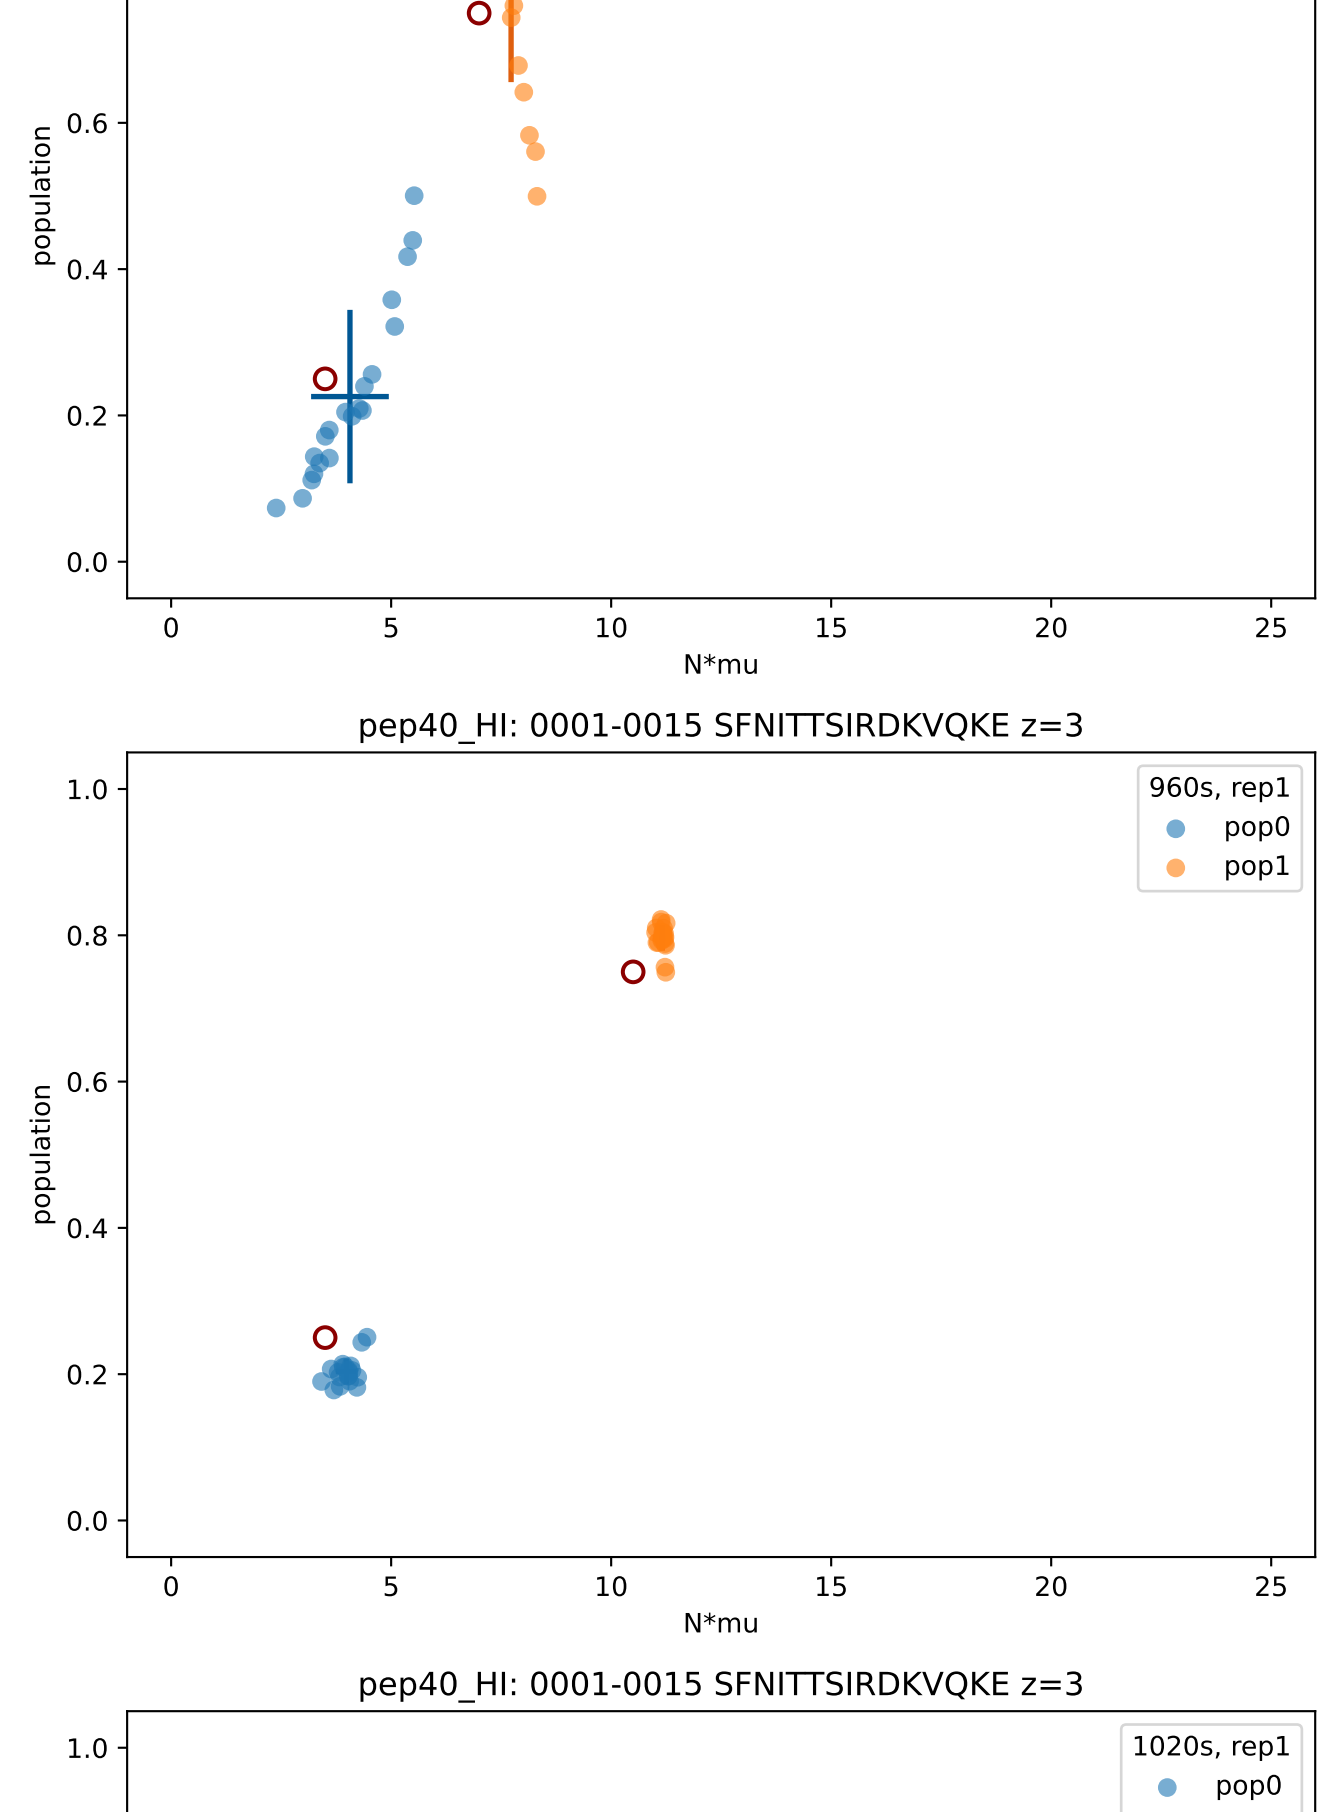 0.6
0.4
0.2
0.0
population
0 5 10 15 20 25
N*mu
pep40_HI: 0001-0015 SFNITTSIRDKVQKE z=3
960s, rep1
pop0
pop1
1.0
0.8
0.6
0.4
0.2
0.0
population
0 5 10 15 20 25
N*mu
pep40_HI: 0001-0015 SFNITTSIRDKVQKE z=3
1020s, rep1
pop0
1.0